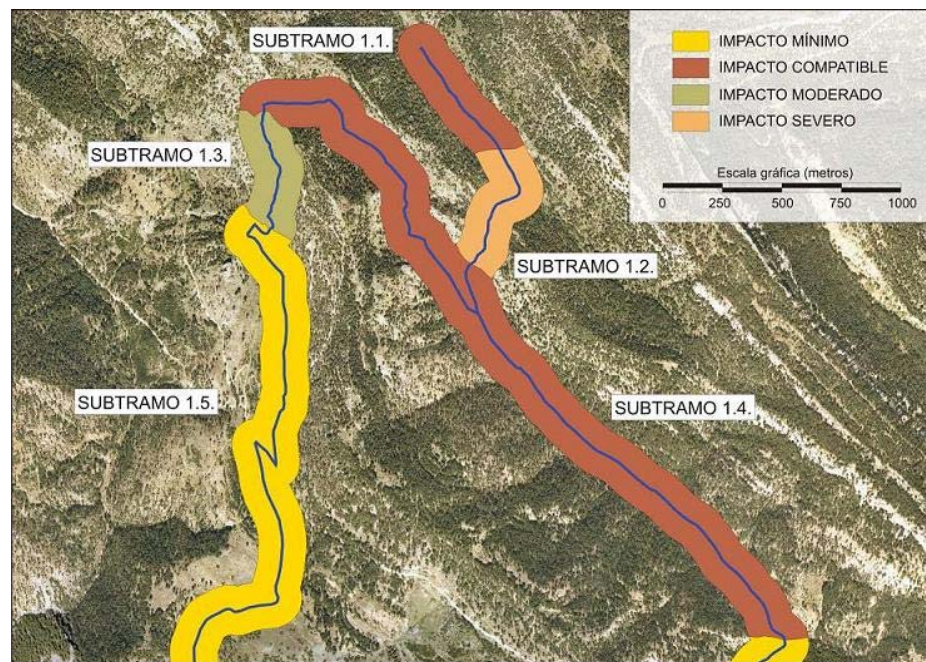 SUBTRAMO 1.1.
IMPACTO MÍNIMO
IMPACTO COMPATIBLE
IMPACTO MODERADO
IMPACTO SEVERO
Escala gráfica (metros)
0 250 500 750 1000
SUBTRAMO 1.3.
SUBTRAMO 1.2.
SUBTRAMO 1.5.
SUBTRAMO 1.4.